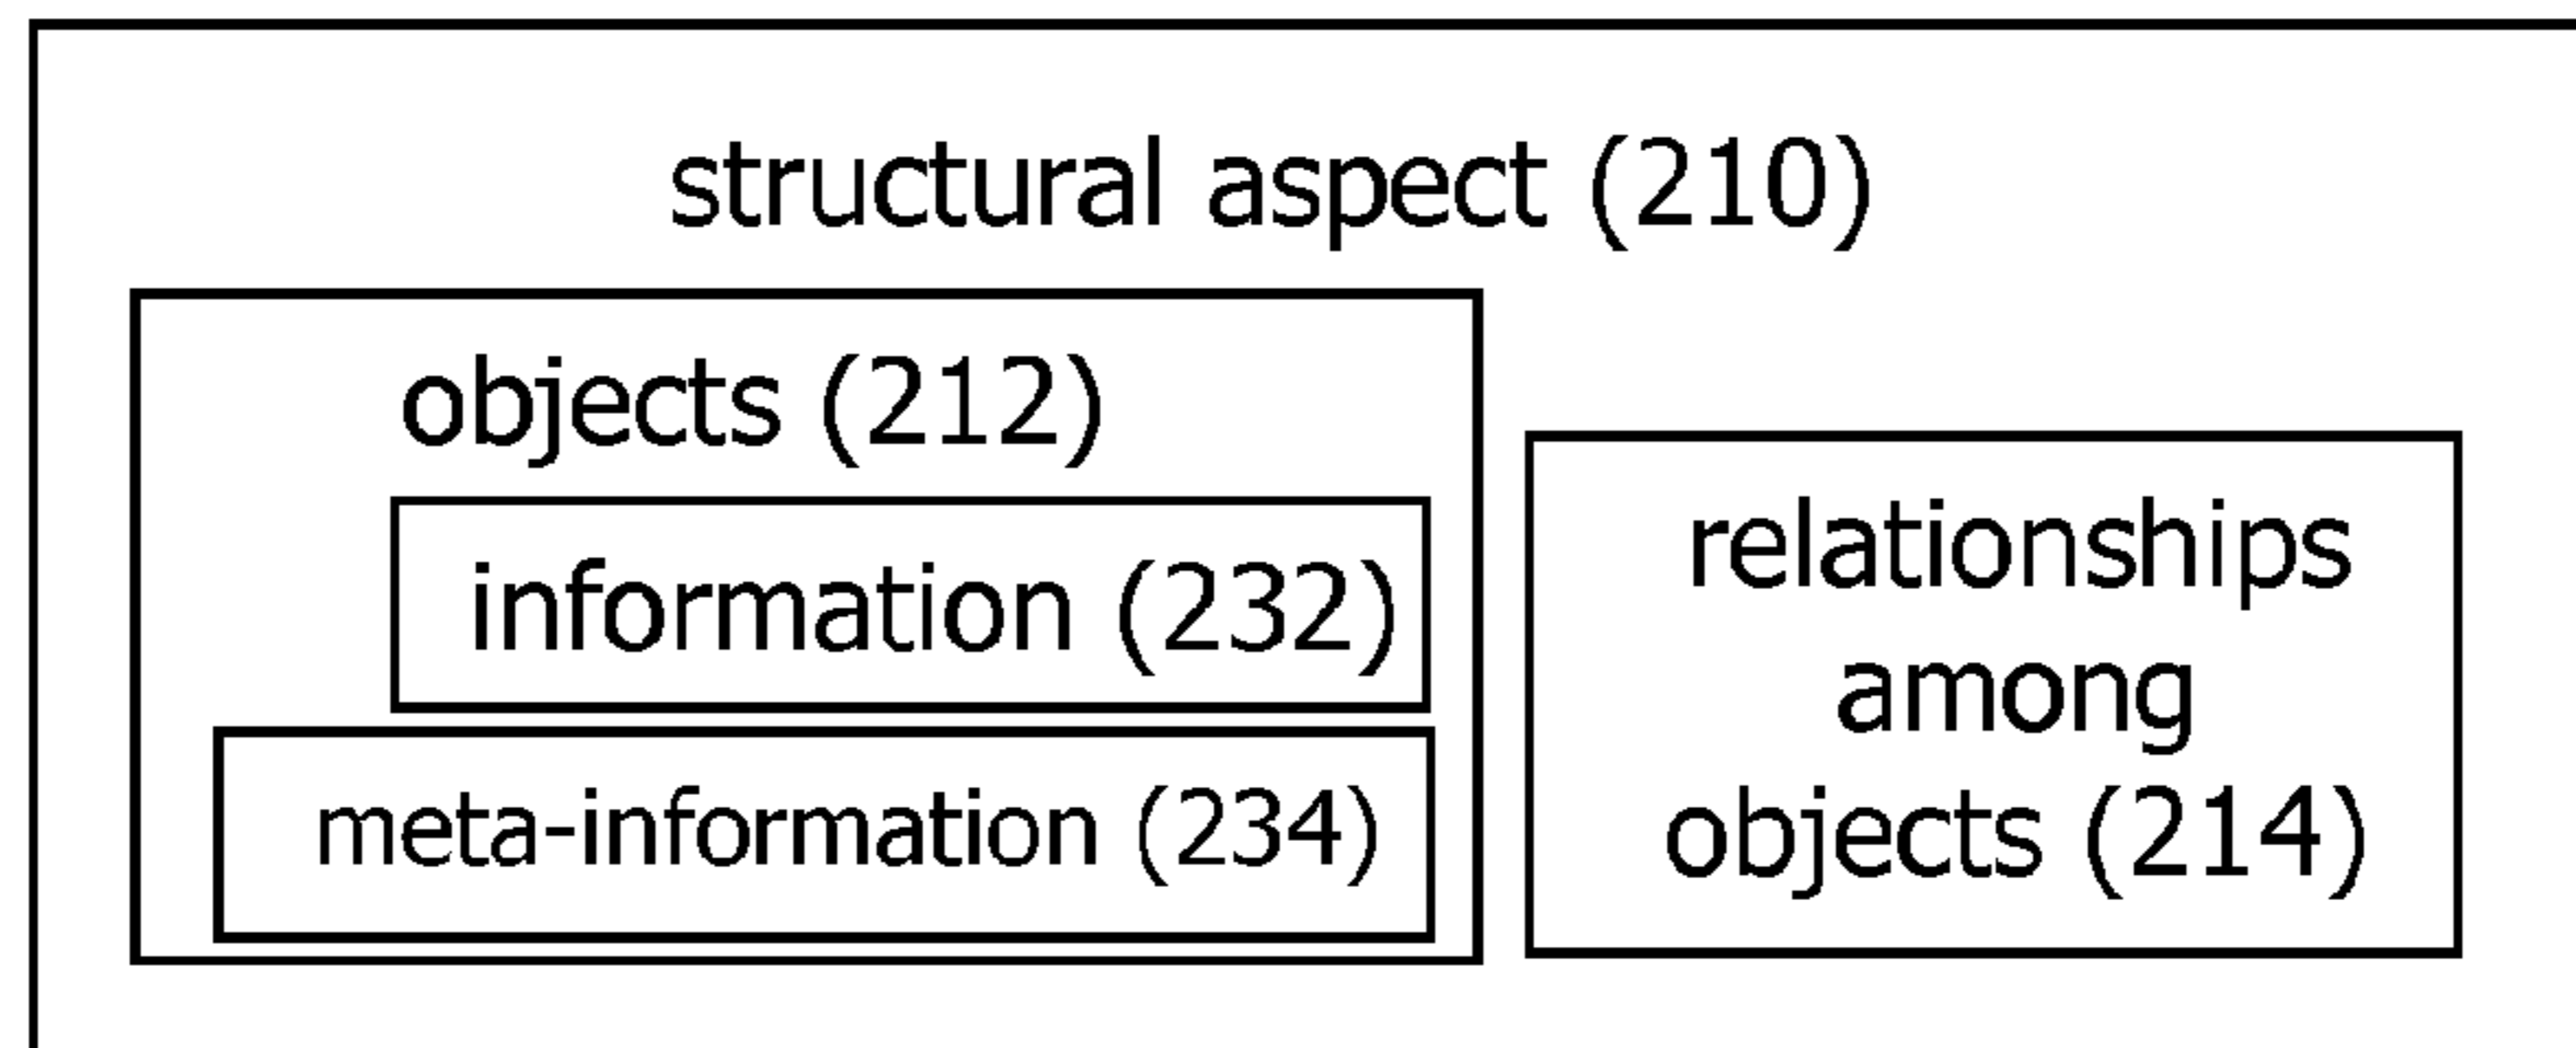 structural aspect (210)
objects (212)
information (232)
meta-information (234)
relationships
among
objects (214)